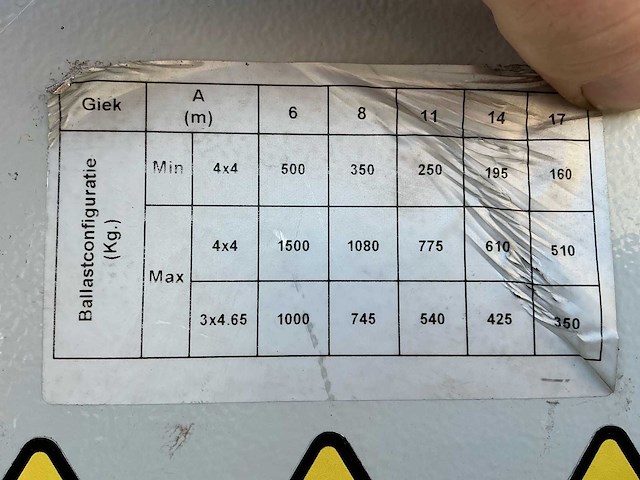 Giek A (m) 6 8 11 14 17
Ballastconfiguratie (Kg.)
Min 4x4 500 350 250 195 160
Max 4x4 1500 1080 775 610 510
3x4.65 1000 745 540 425 350